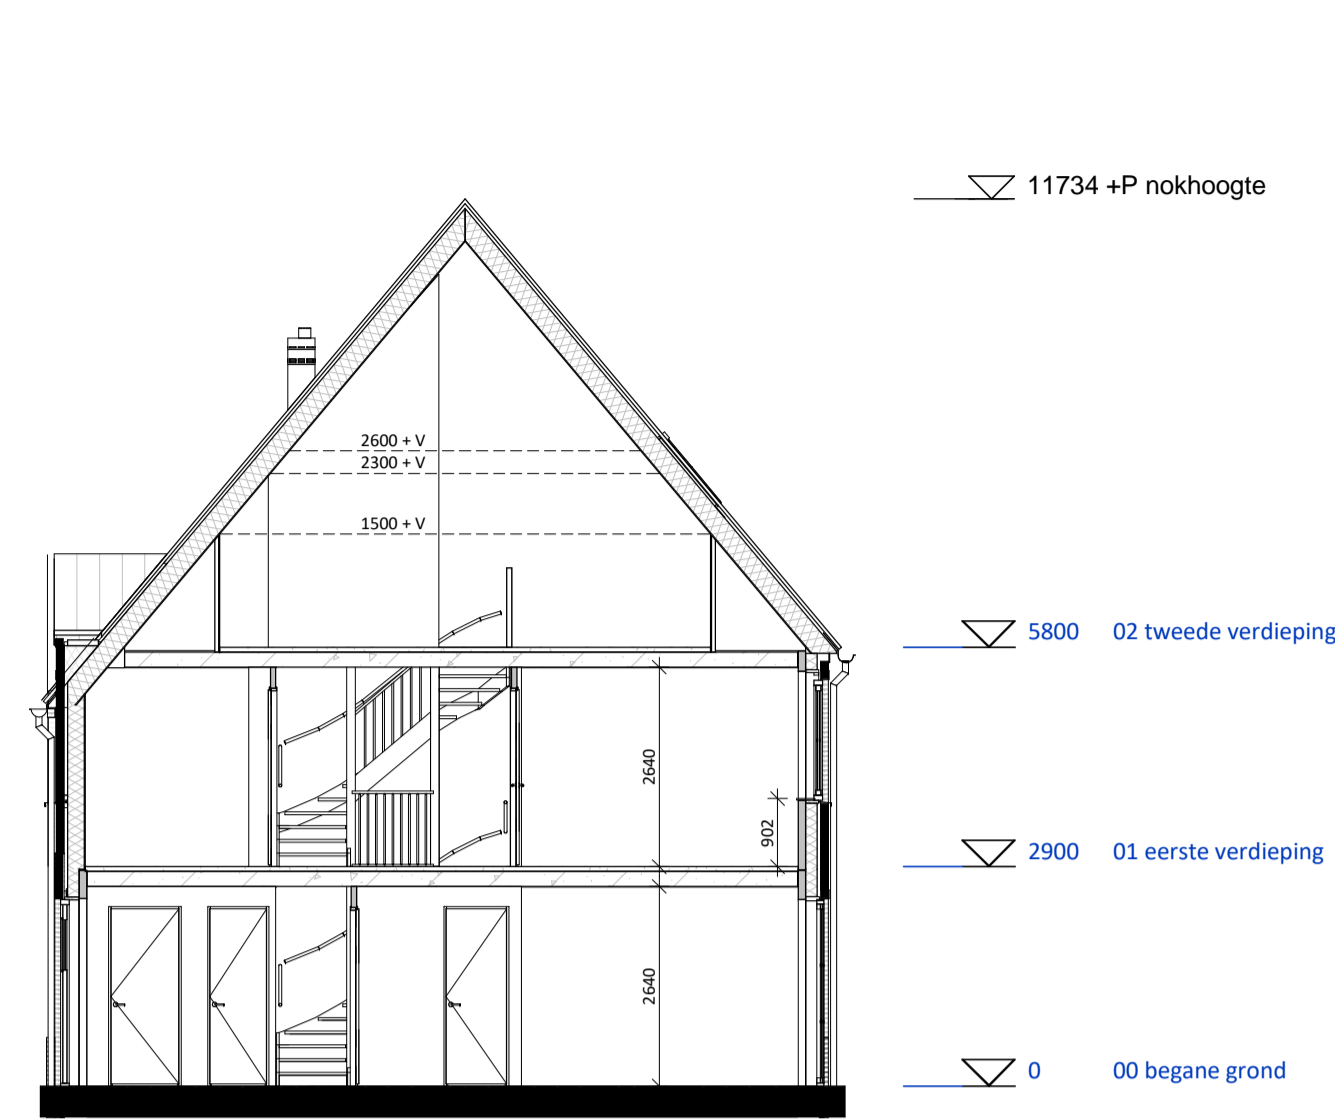 11734 +P nokhoogte
2600 + V
2300 + V
1500 + V
5800 02 tweede verdieping
2640
902
2900 01 eerste verdieping
2640
0 00 begane grond